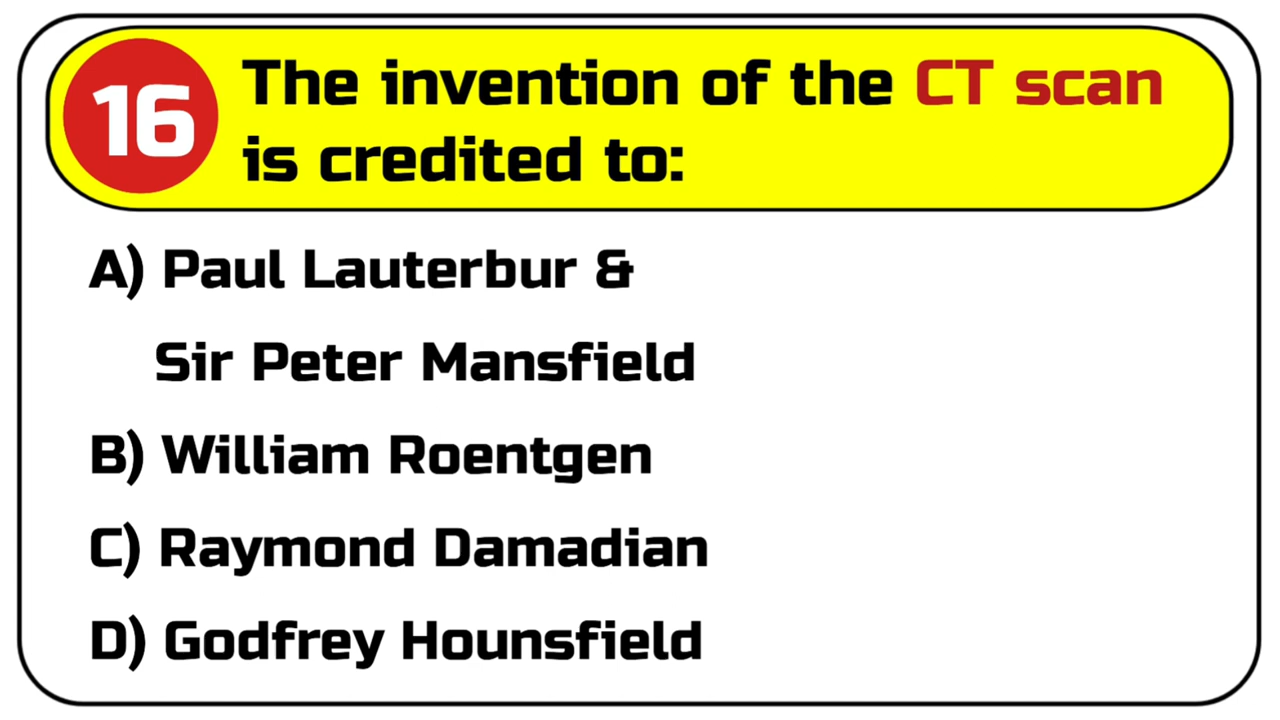 16
The invention of the CT scan
is credited to:
A) Paul Lauterbur &
Sir Peter Mansfield
B) William Roentgen
C) Raymond Damadian
D) Godfrey Hounsfield